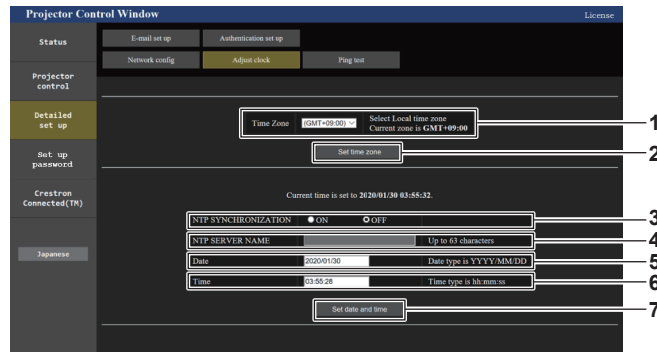 Projector Control Window
License
Status
E-mail set up
Authentication set up
Network config
Adjust clock
Ping test
Projector
control
Detailed
set up
Set up
password
Crestron
Connected(TM)
Japanese
Time Zone
(GMT+09:00)
Select Local time zone
Current zone is GMT+09:00
1
Set time zone
2
Current time is set to 2020/01/30 03:55:32.
NTP SYNCHRONIZATION ON OFF
3
NTP SERVER NAME Up to 63 characters
4
Date 2020/01/30 Date type is YYYY/MM/DD
5
Time 03:55:28 Time type is hh:mm:ss
6
Set date and time
7